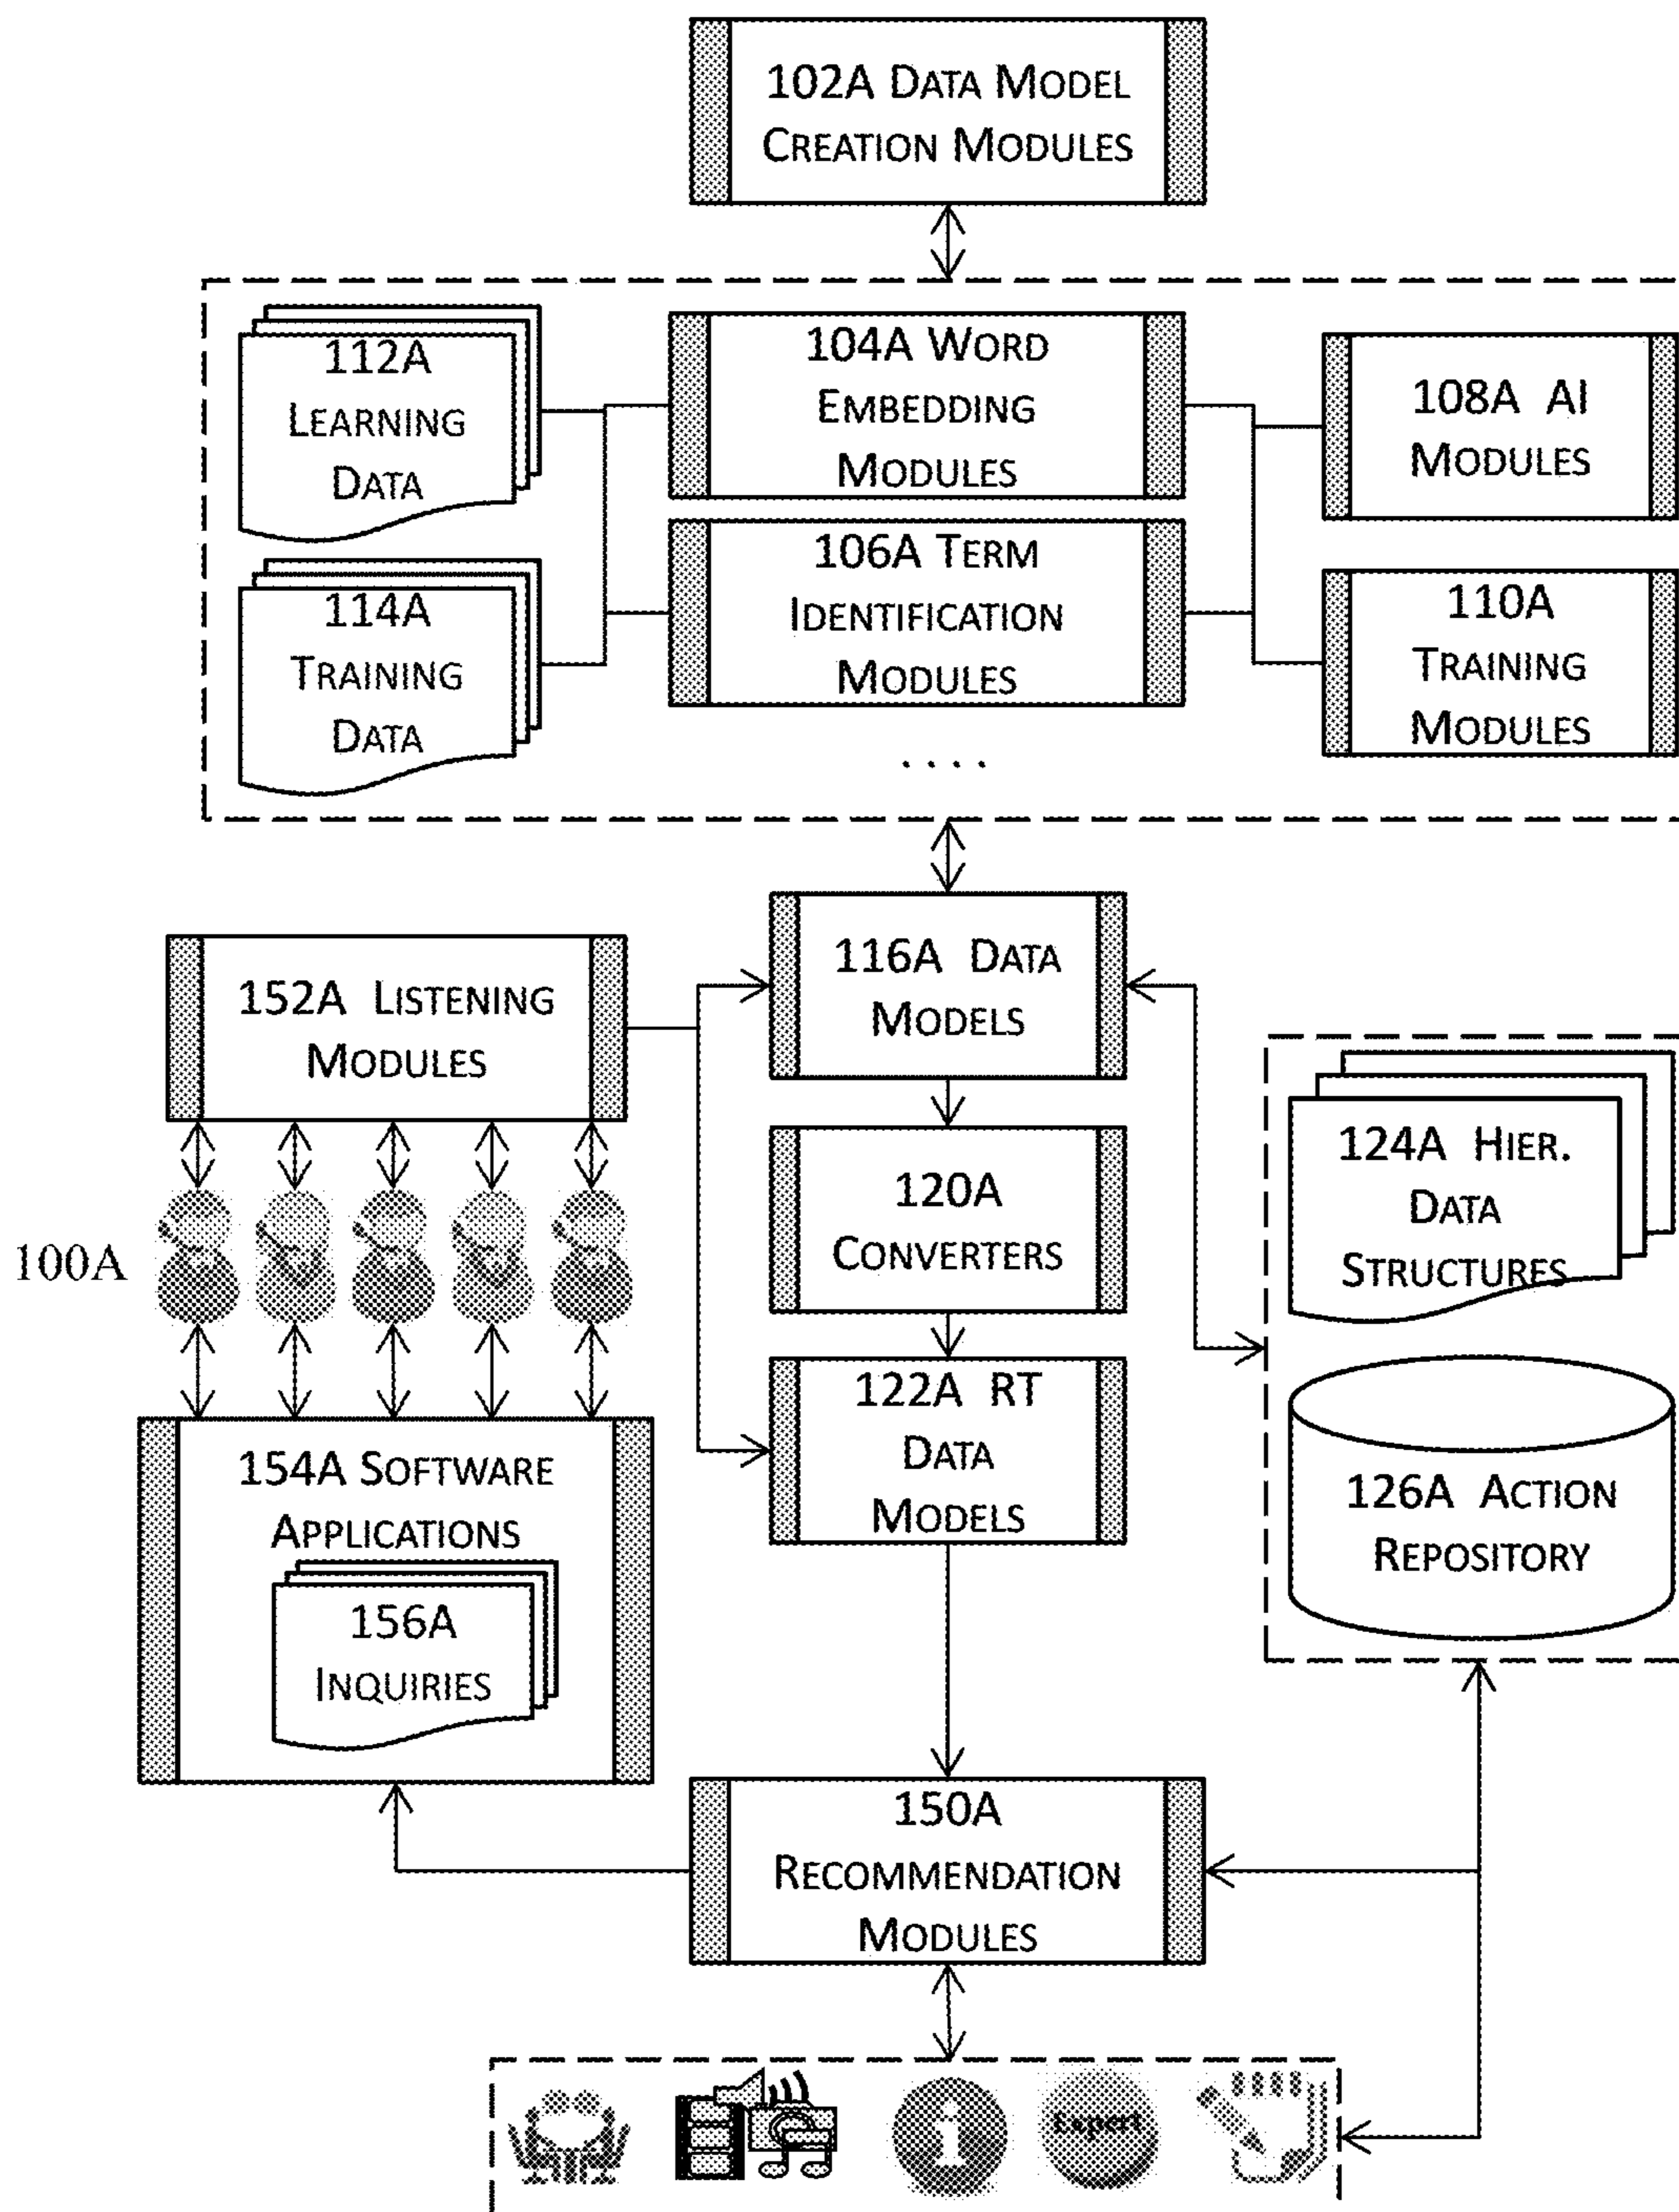 102A DATA MODEL
CREATION MODULES
112A
LEARNING
DATA
104A WORD
EMBEDDING
MODULES
108A AI
MODULES
114A
TRAINING
DATA
106A TERM
IDENTIFICATION
MODULES
110A
TRAINING
MODULES
. . . .
152A LISTENING
MODULES
116A DATA
MODELS
100A
120A
CONVERTERS
124A HIER.
DATA
STRUCTURES
154A SOFTWARE
APPLICATIONS
156A
INQUIRIES
122A RT
DATA
MODELS
126A ACTION
REPOSITORY
150A
RECOMMENDATION
MODULES
i
Expert